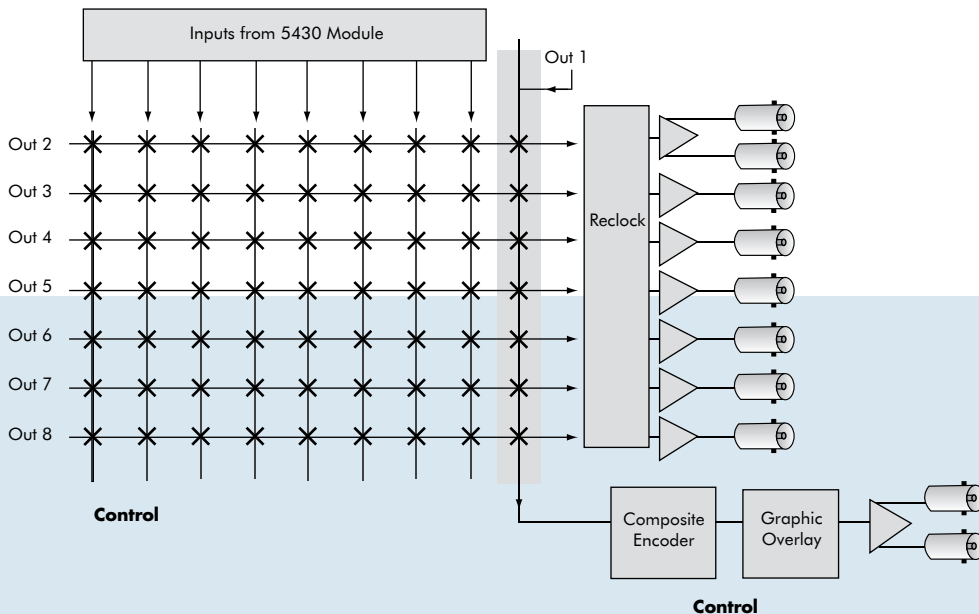 Inputs from 5430 Module
Out 1
Out 2
Out 3
Out 4
Out 5
Out 6
Out 7
Out 8
Reclock
Control
Composite
Encoder
Graphic
Overlay
Control